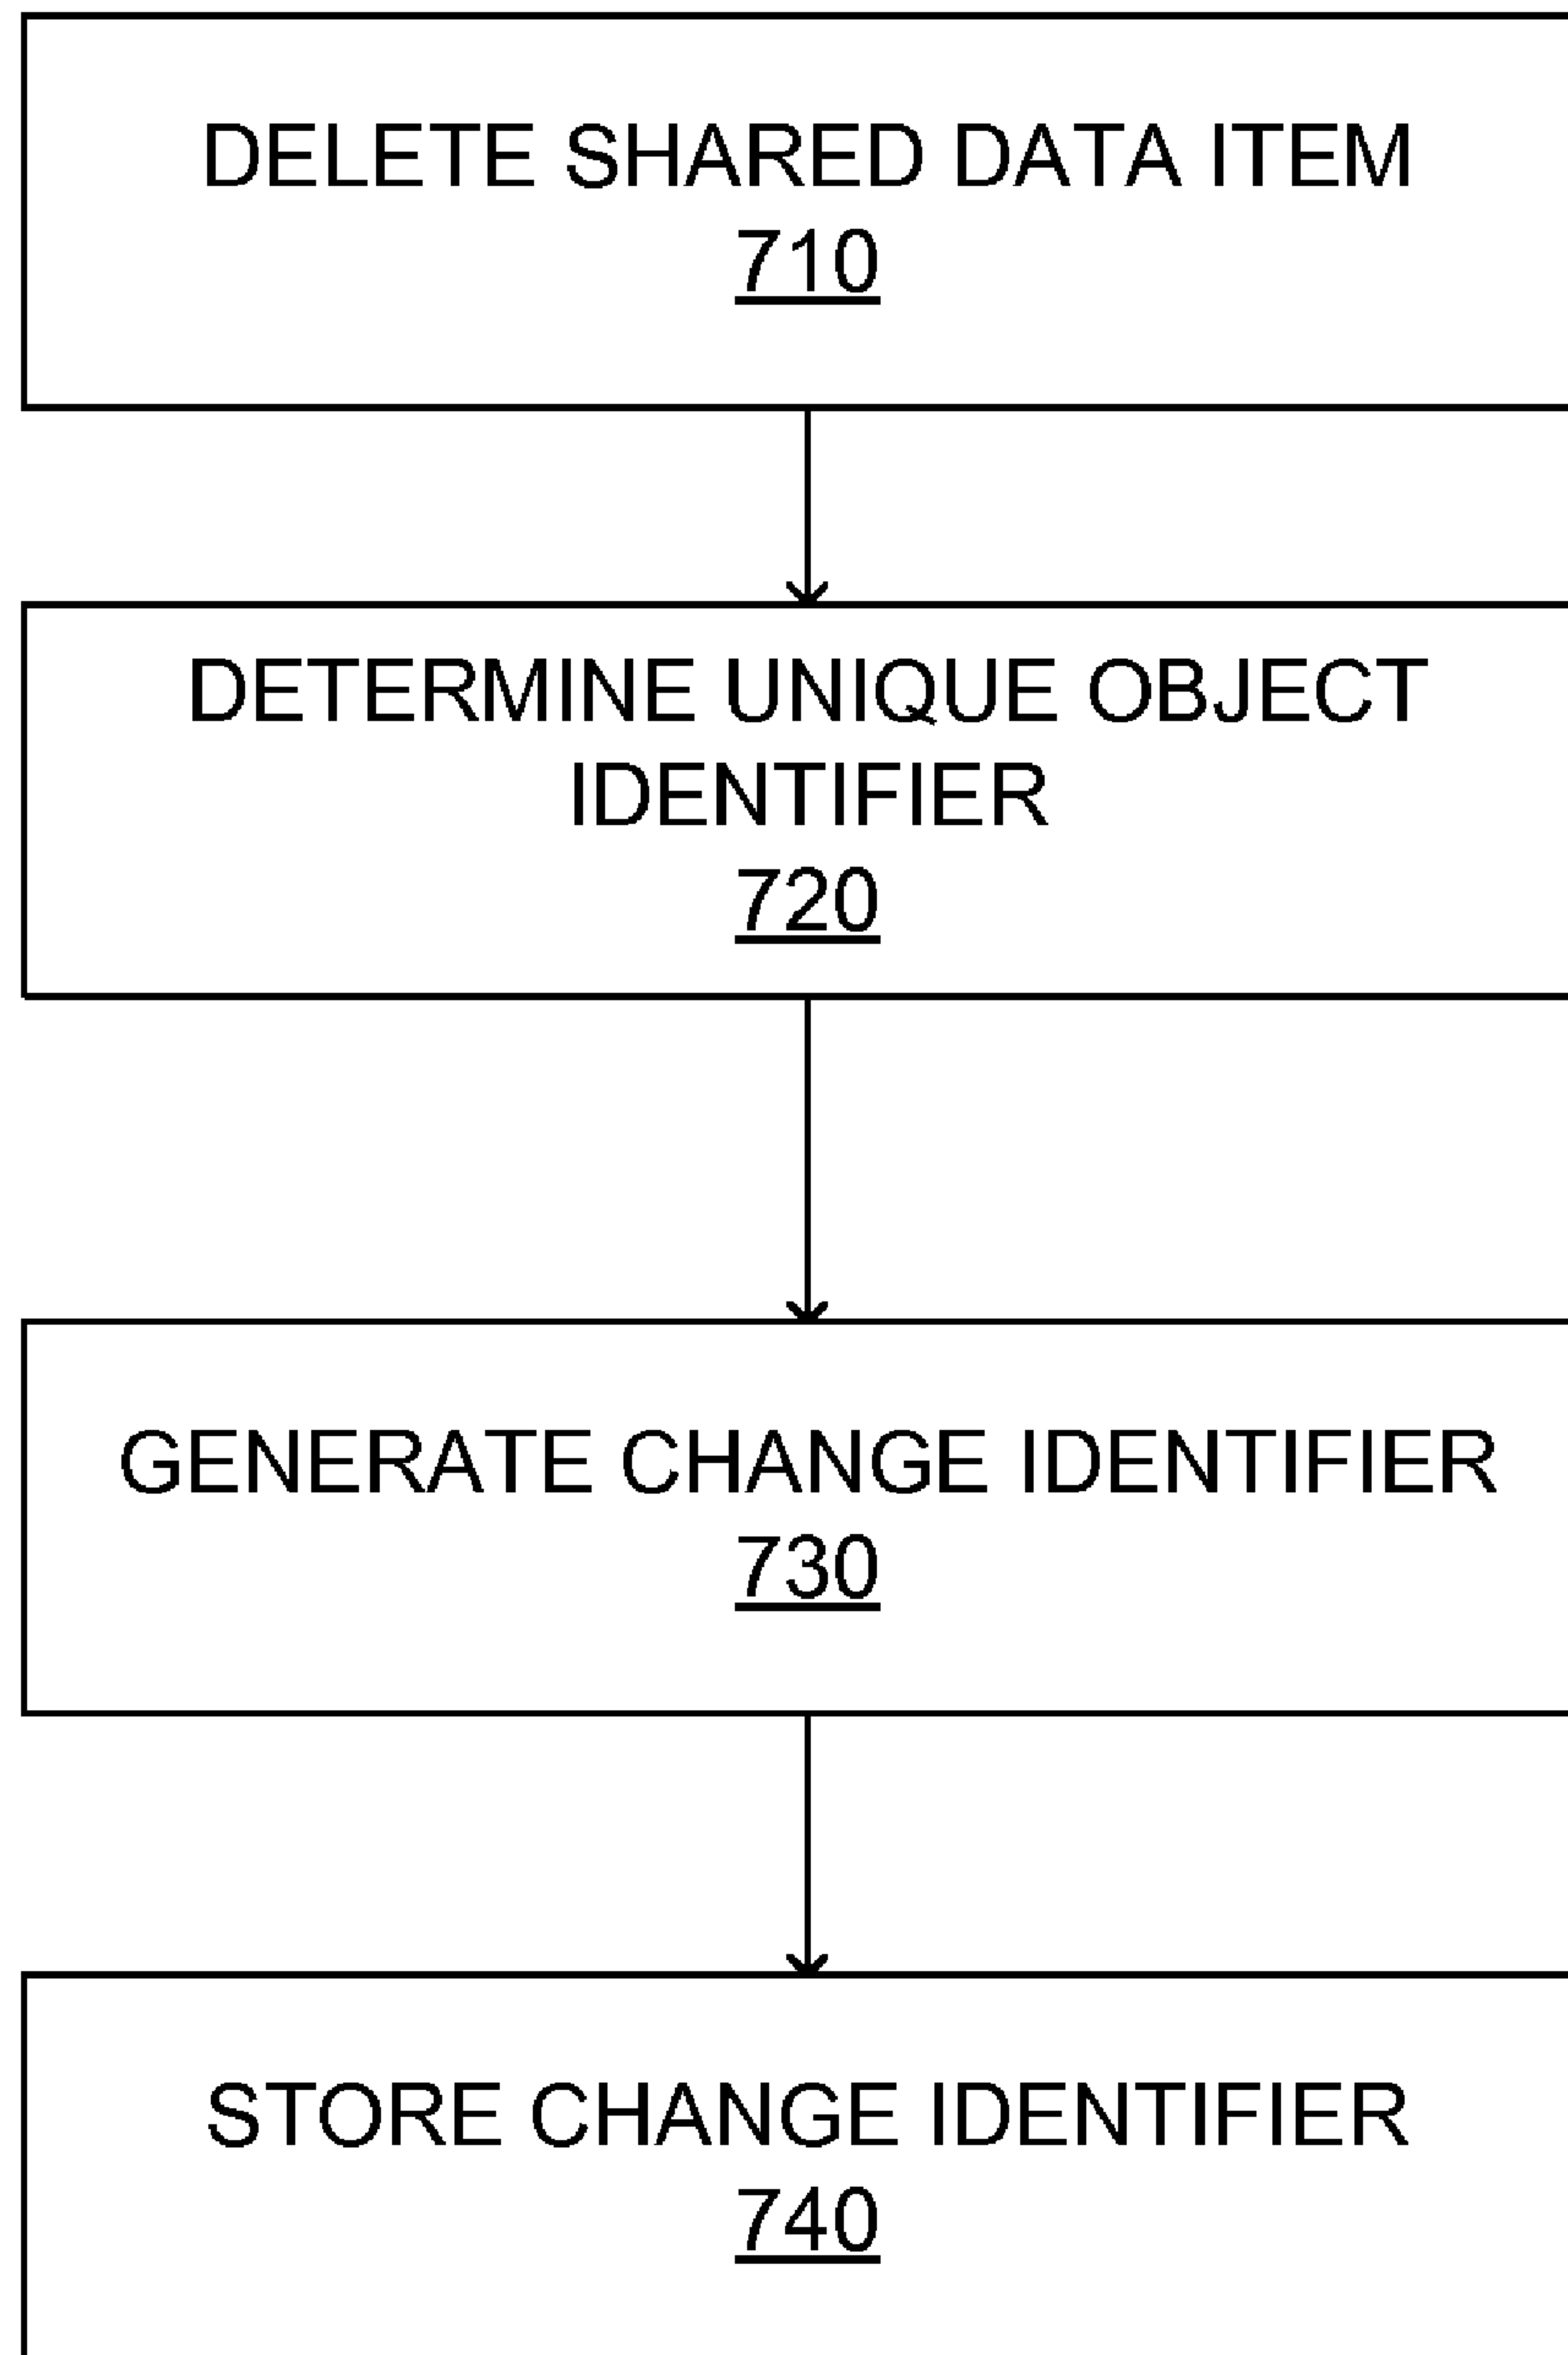 DELETE SHARED DATA ITEM
710
DETERMINE UNIQUE OBJECT
IDENTIFIER
720
GENERATE CHANGE IDENTIFIER
730
STORE CHANGE IDENTIFIER
740